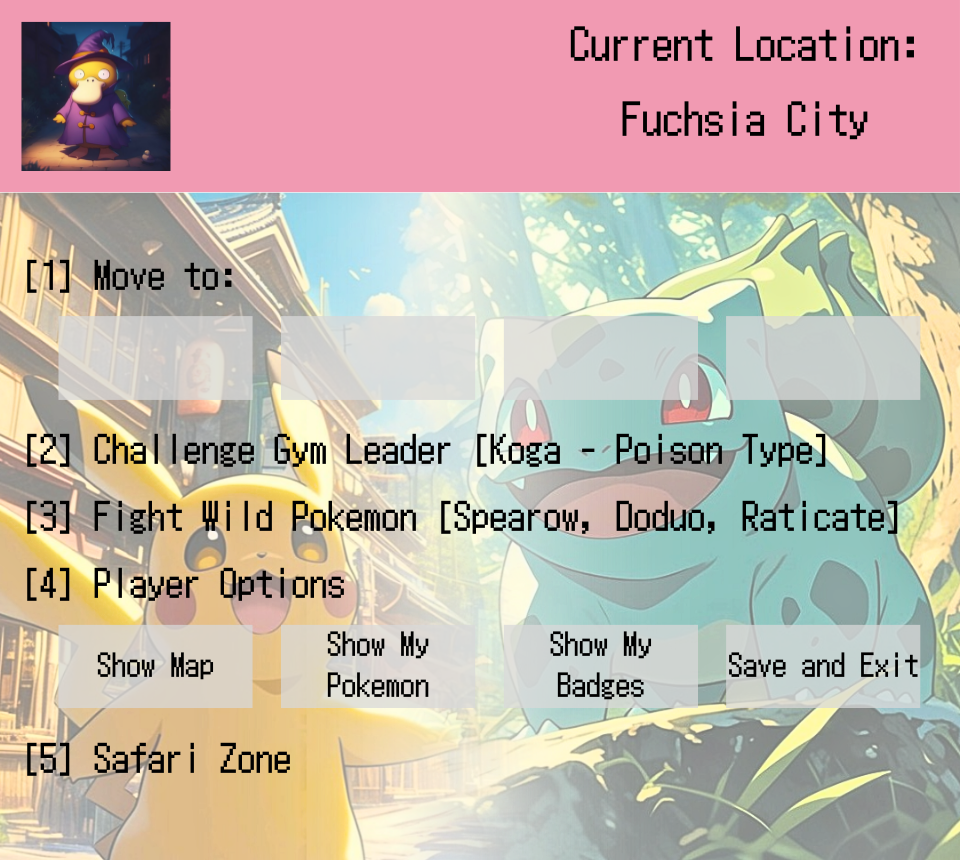 Current Location:
Fuchsia City
[1] Move to:
[2] Challenge Gym Leader [Koga - Poison Type]
[3] Fight Wild Pokemon [Spearow, Doduo, Raticate]
[4] Player Options
Show Map
Show My
Pokemon
Show My
Badges
Save and Exit
[5] Safari Zone